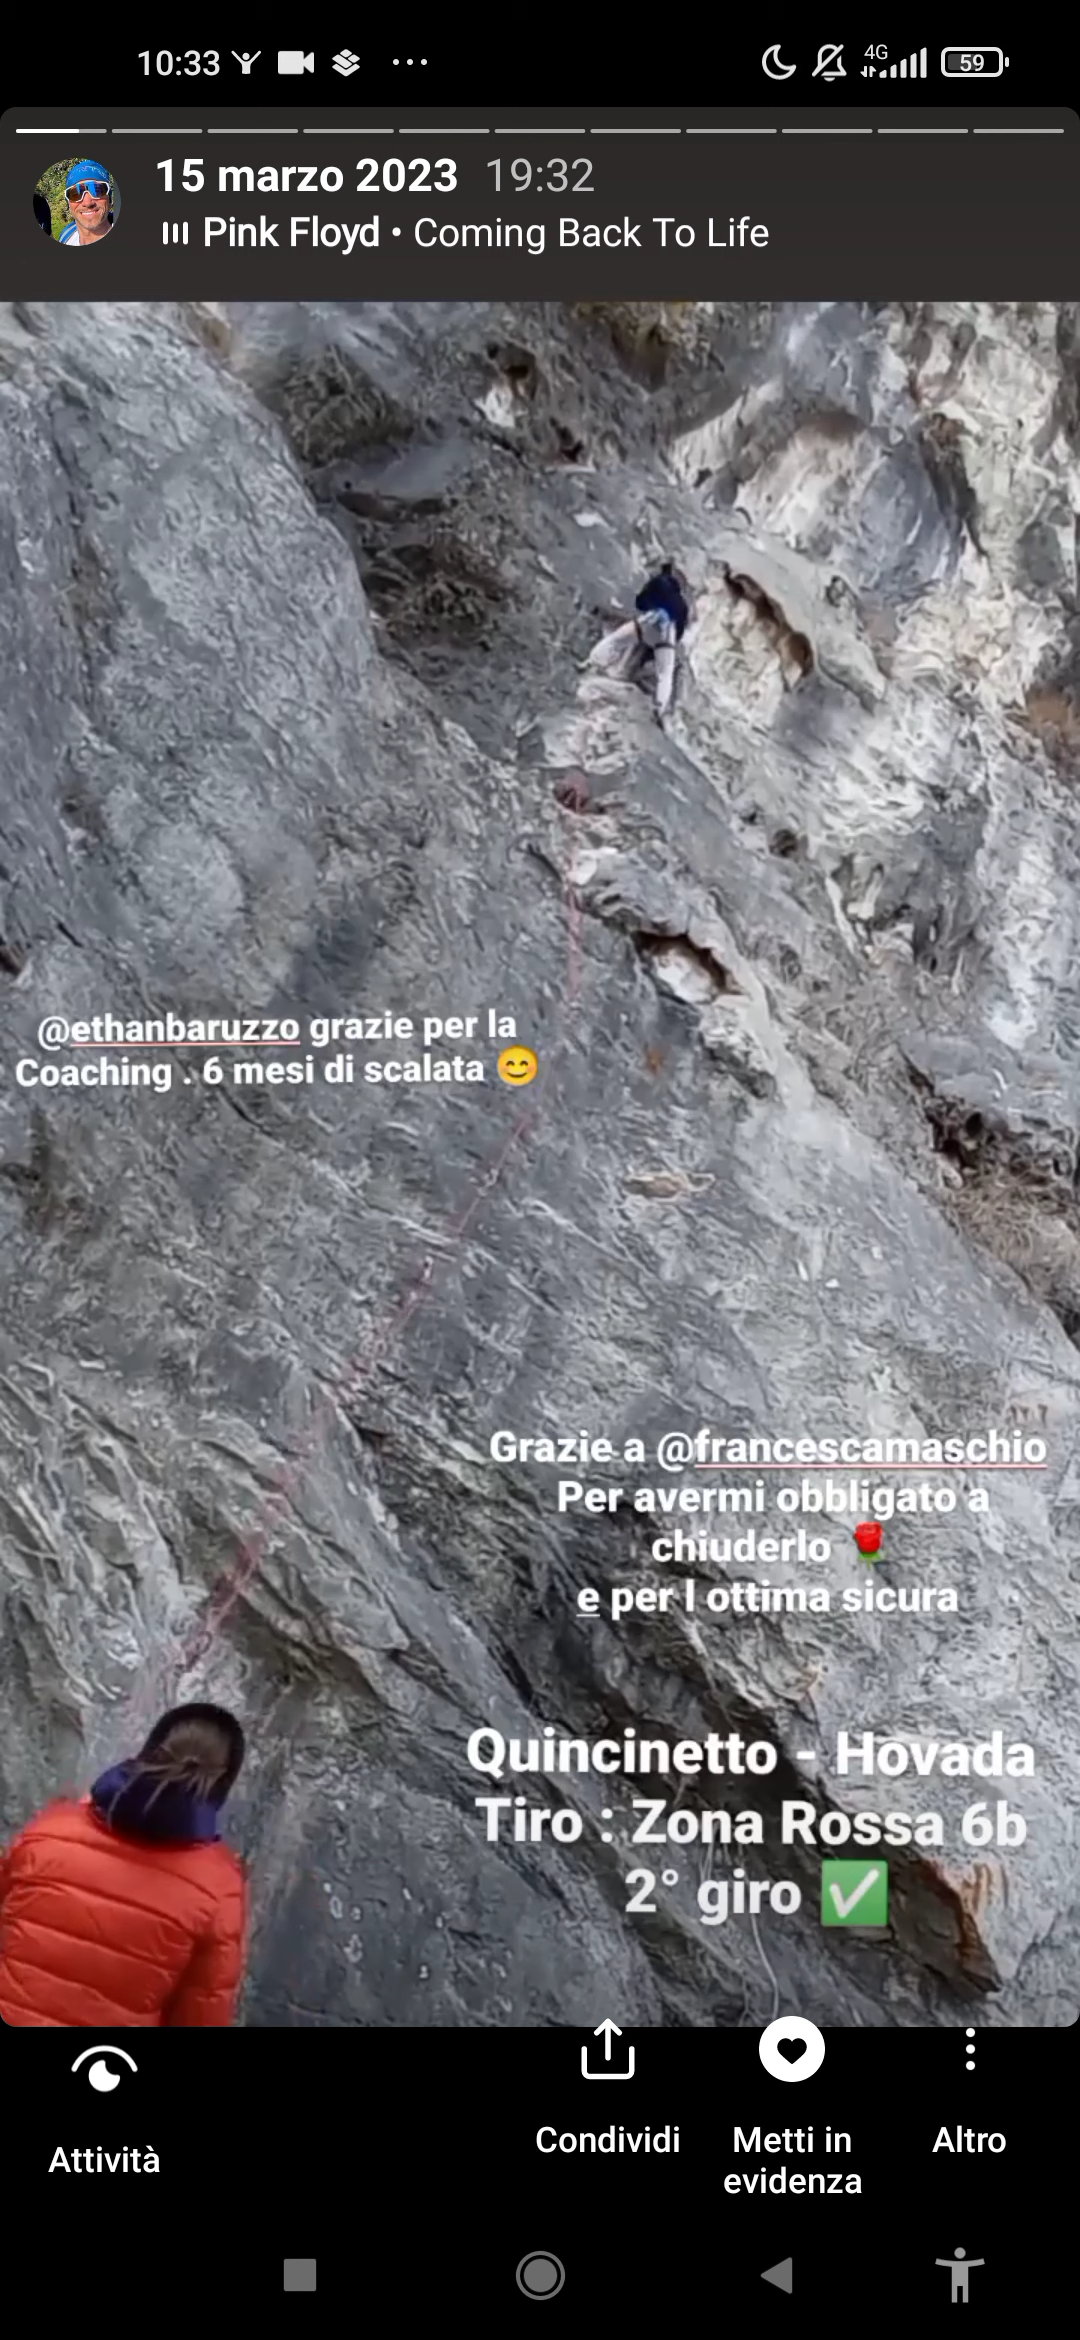 10:33
4G
59
15 marzo 2023 19:32
Pink Floyd • Coming Back To Life
@ethanbaruzzo grazie per la
Coaching . 6 mesi di scalata 😊
Grazie a @francescamaschio
Per avermi obbligato a
chiuderlo 🌹
e per l ottima sicura
Quincinetto - Hovada
Tiro : Zona Rossa 6b
2° giro ✅
Attività
Condividi
Metti in
evidenza
Altro